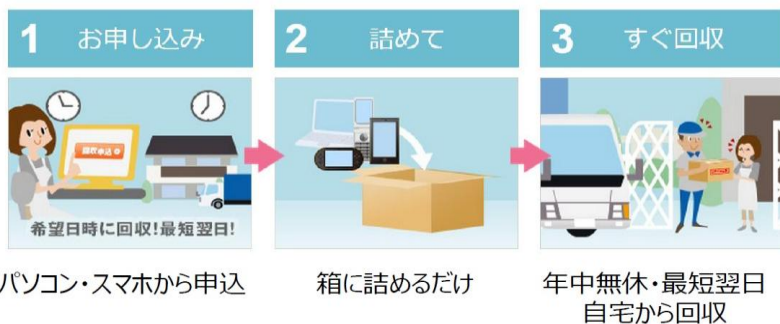 1 お申し込み
2 詰めて
3 すぐ回収
回収申込
希望日時に回収!最短翌日!
パソコン・スマホから申込
箱に詰めるだけ
年中無休・最短翌日
自宅から回収